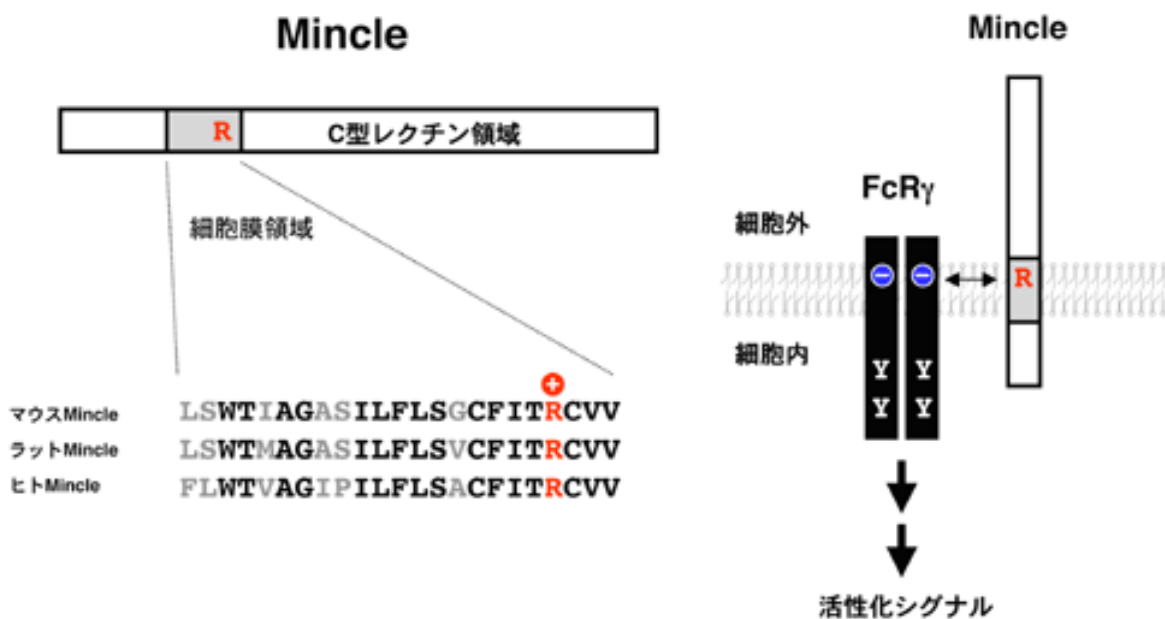 Mincle
R
C型レクチン領域
細胞膜領域
+
マウスMincle LSWTIAGASILFLSGCFITRCVV
ラットMincle LSWTMAGASILFLSVCFITRCVV
ヒトMincle FLWTVAGIPILFLSACFITRCVV
Mincle
FcRγ
細胞外
− − R
細胞内
Y Y
Y Y
活性化シグナル